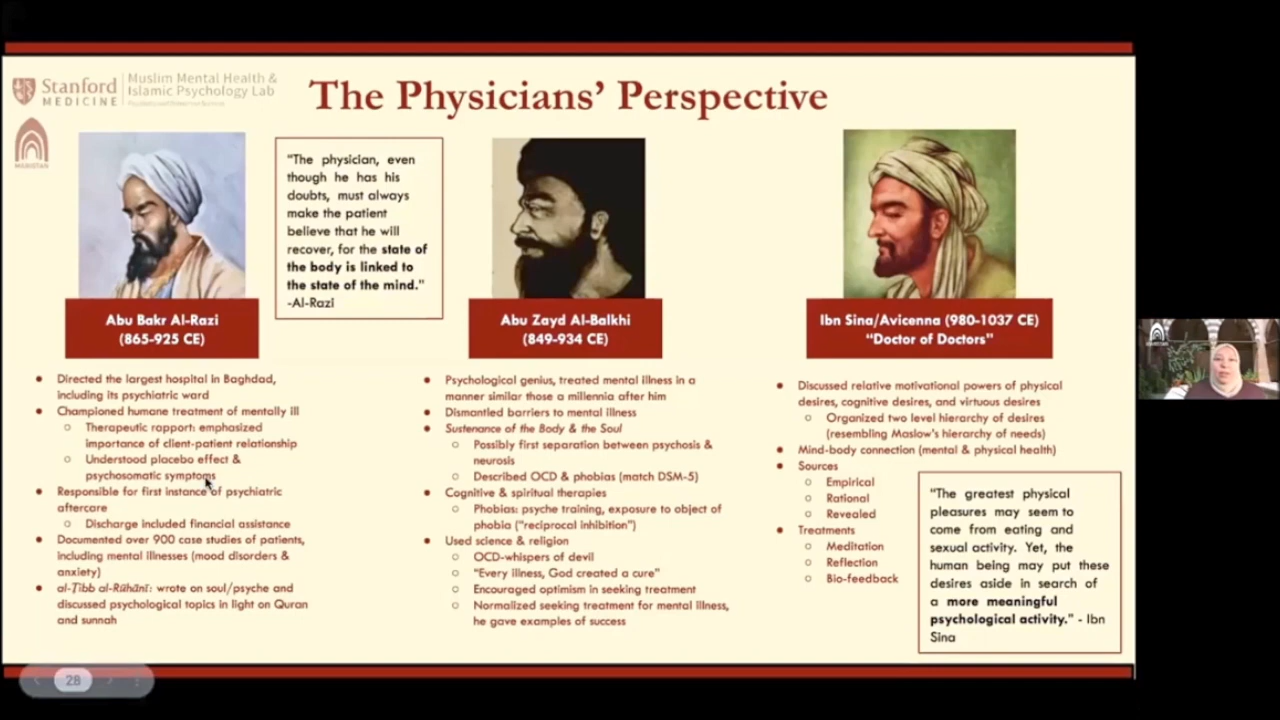 Stanford
MEDICINE
Muslim Mental Health &
Islamic Psychology Lab
MARISTAN
The Physicians' Perspective
"The physician, even
though he has his
doubts, must always
make the patient
believe that he will
recover, for the state of
the body is linked to
the state of the mind."
-Al-Razi
Abu Bakr Al-Razi
(865-925 CE)
• Directed the largest hospital in Baghdad,
including its psychiatric ward
• Championed humane treatment of mentally ill
○ Therapeutic rapport: emphasized
importance of client-patient relationship
○ Understood placebo effect &
psychosomatic symptoms
• Responsible for first instance of psychiatric
aftercare
○ Discharge included financial assistance
• Documented over 900 case studies of patients,
including mental illnesses (mood disorders &
anxiety)
• al-Ṭibb al-Rūhānī: wrote on soul/psyche and
discussed psychological topics in light on Quran
and sunnah
Abu Zayd Al-Balkhi
(849-934 CE)
• Psychological genius, treated mental illness in a
manner similar those a millennia after him
• Dismantled barriers to mental illness
• Sustenance of the Body & the Soul
○ Possibly first separation between psychosis &
neurosis
○ Described OCD & phobias (match DSM-5)
• Cognitive & spiritual therapies
○ Phobias: psyche training, exposure to object of
phobia ("reciprocal inhibition")
• Used science & religion
○ OCD-whispers of devil
○ "Every illness, God created a cure"
○ Encouraged optimism in seeking treatment
○ Normalized seeking treatment for mental illness,
he gave examples of success
Ibn Sina/Avicenna (980-1037 CE)
"Doctor of Doctors"
• Discussed relative motivational powers of physical
desires, cognitive desires, and virtuous desires
○ Organized two level hierarchy of desires
(resembling Maslow's hierarchy of needs)
• Mind-body connection (mental & physical health)
• Sources
○ Empirical
○ Rational
○ Revealed
• Treatments
○ Meditation
○ Reflection
○ Bio-feedback
"The greatest physical
pleasures may seem to
come from eating and
sexual activity. Yet, the
human being may put these
desires aside in search of
a more meaningful
psychological activity." - Ibn
Sina
28